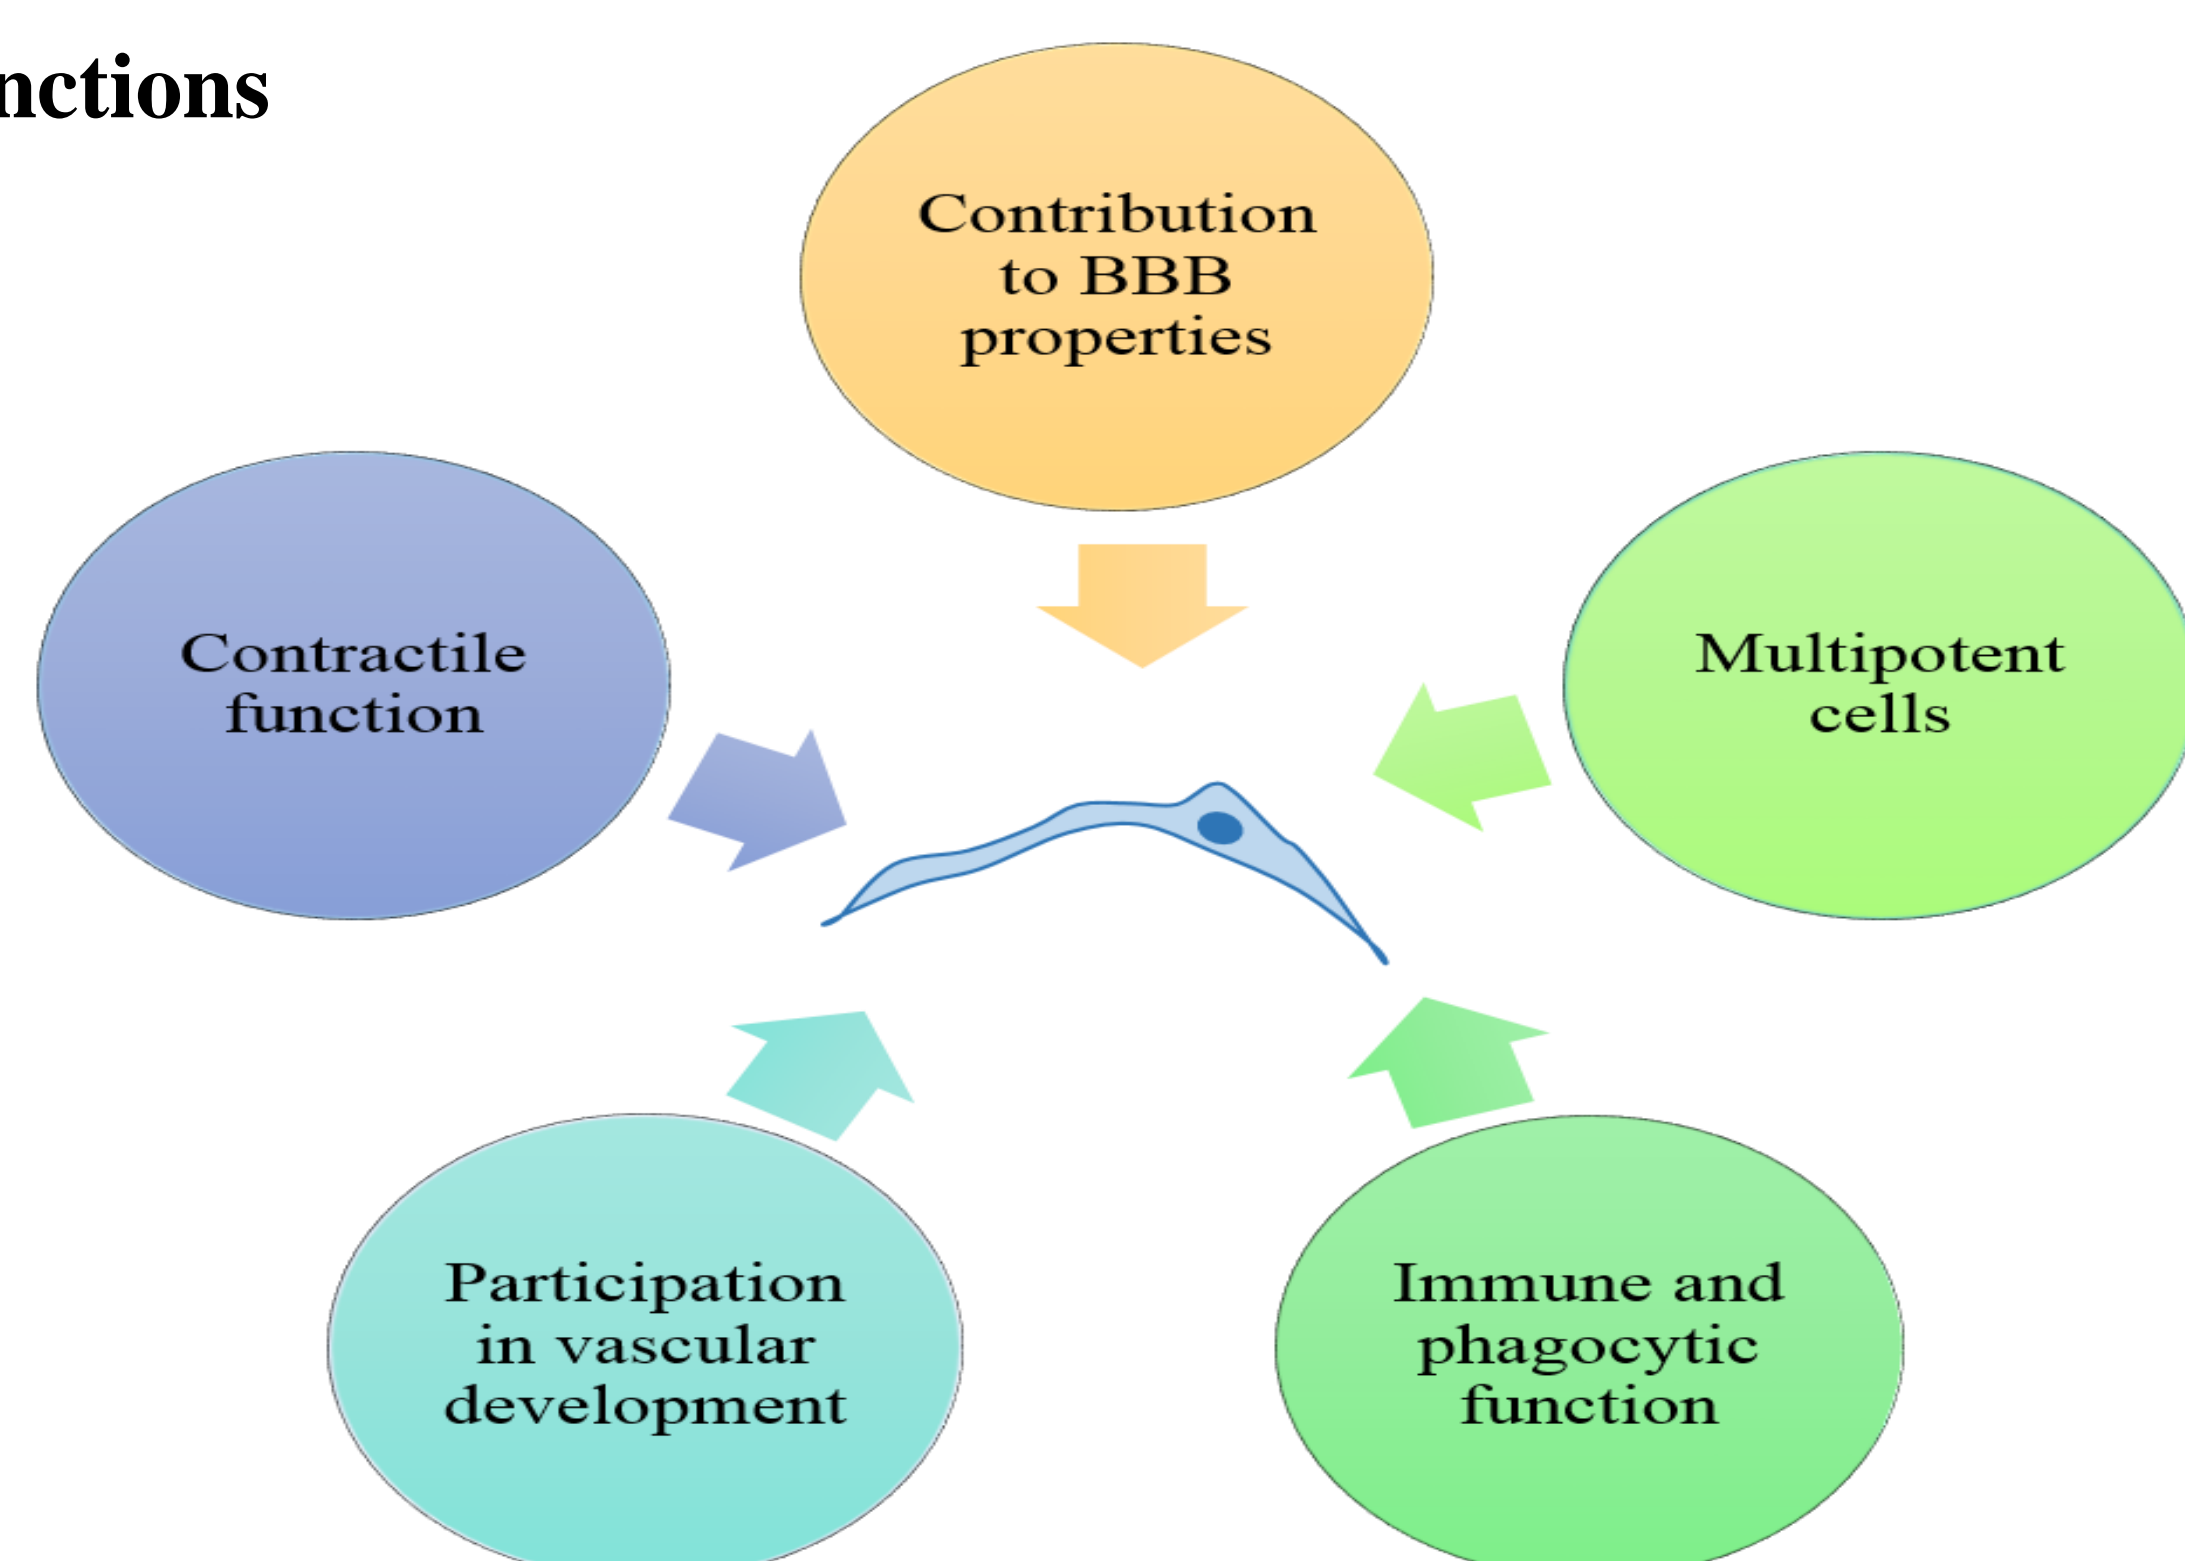 nctions
Contribution
to BBB
properties
Contractile
function
Multipotent
cells
Participation
in vascular
development
Immune and
phagocytic
function